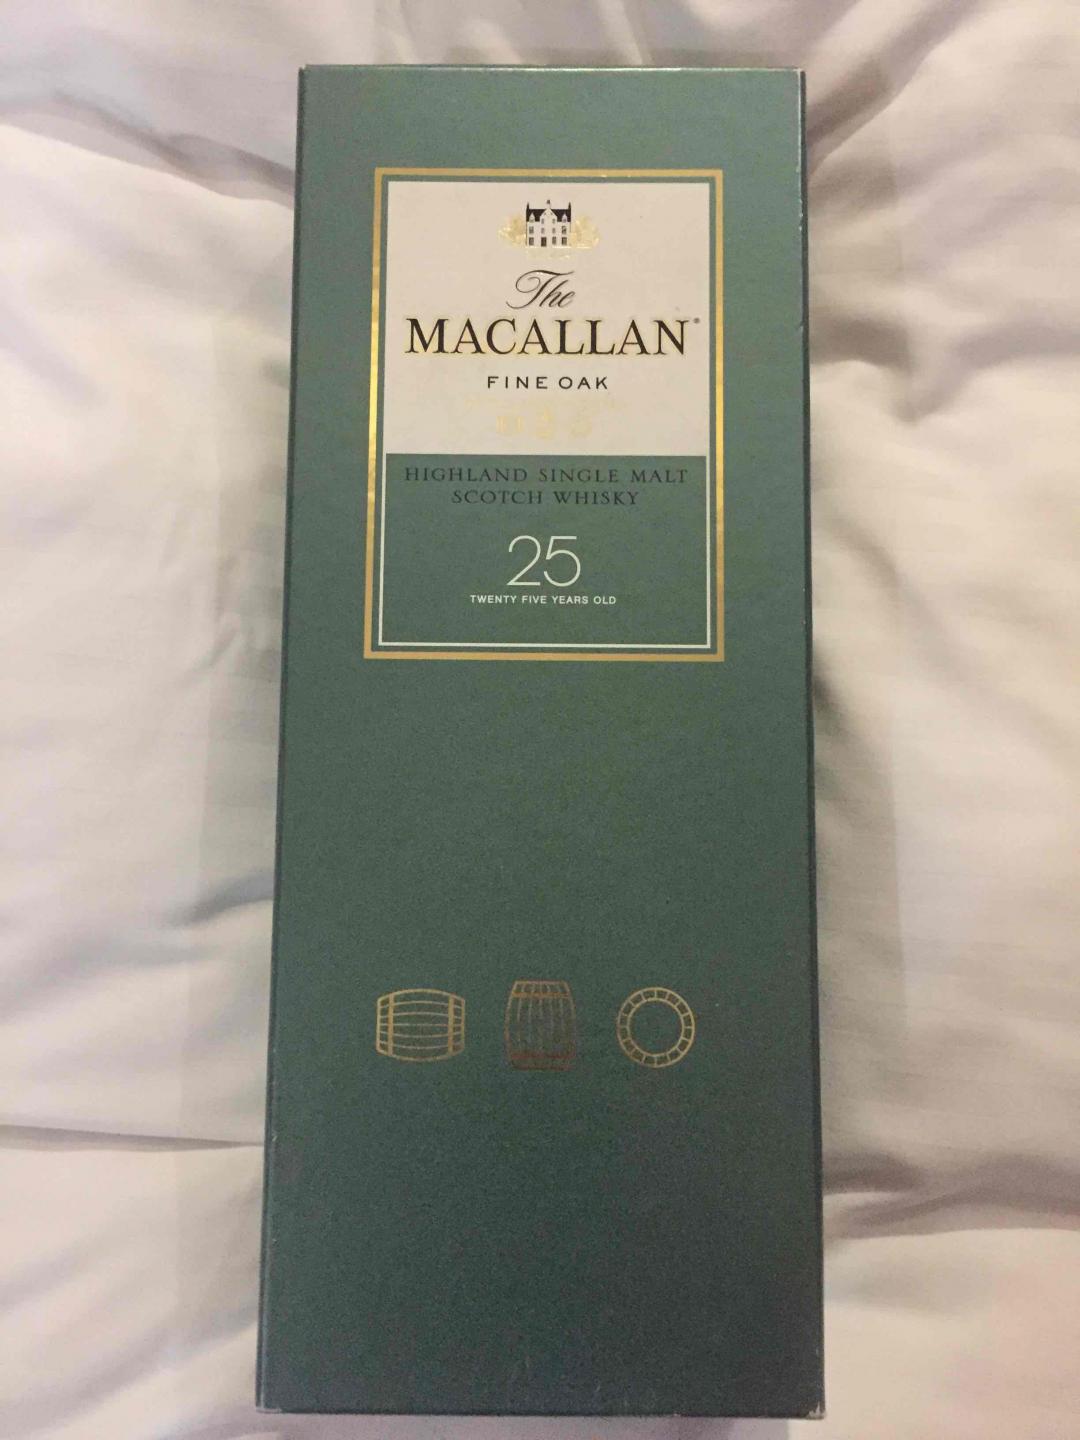 The
MACALLAN®
FINE OAK
HIGHLAND SINGLE MALT
SCOTCH WHISKY
25
TWENTY FIVE YEARS OLD